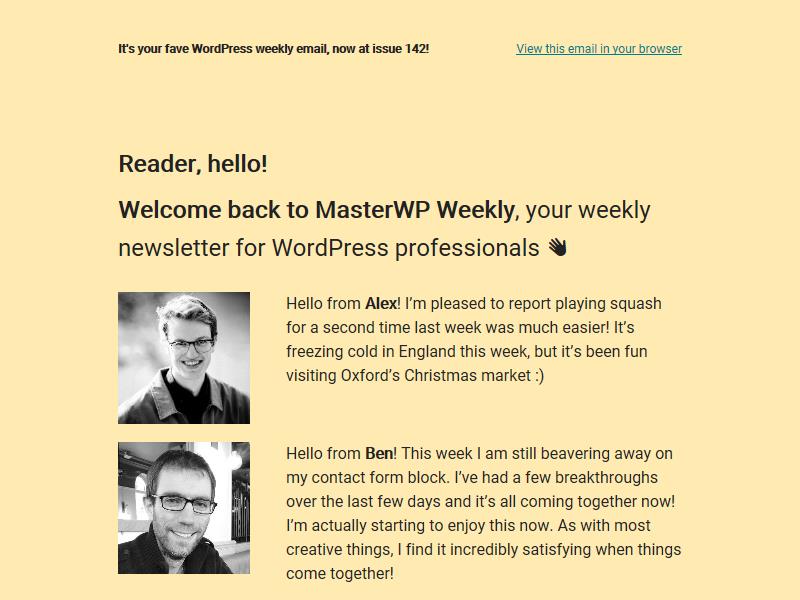 It's your fave WordPress weekly email, now at issue 142!
View this email in your browser
Reader, hello!
Welcome back to MasterWP Weekly, your weekly
newsletter for WordPress professionals 👋
Hello from Alex! I’m pleased to report playing squash
for a second time last week was much easier! It’s
freezing cold in England this week, but it’s been fun
visiting Oxford’s Christmas market :)
Hello from Ben! This week I am still beavering away on
my contact form block. I’ve had a few breakthroughs
over the last few days and it’s all coming together now!
I’m actually starting to enjoy this now. As with most
creative things, I find it incredibly satisfying when things
come together!